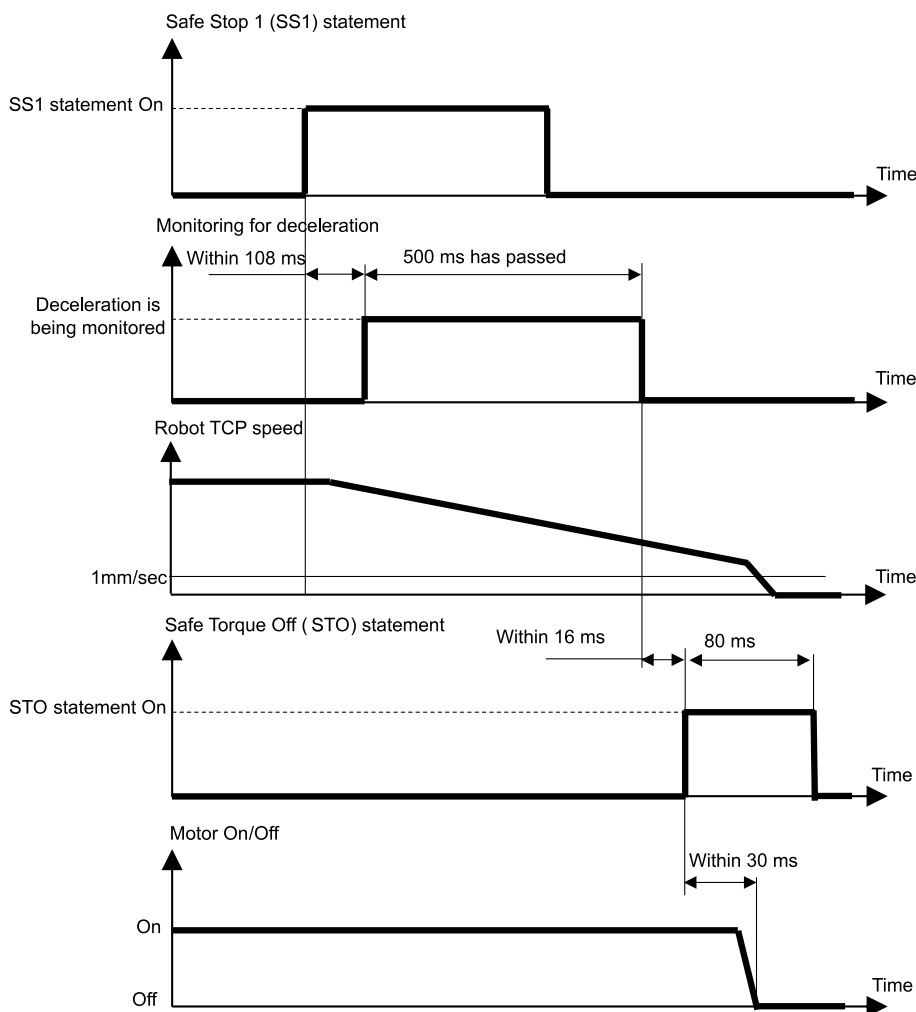 Safe Stop 1 (SS1) statement
SS1 statement On
Time
Monitoring for deceleration
Within 108 ms
500 ms has passed
Deceleration is
being monitored
Time
Robot TCP speed
1mm/sec
Time
Safe Torque Off ( STO) statement
Within 16 ms
80 ms
STO statement On
Time
Motor On/Off
Within 30 ms
On
Time
Off